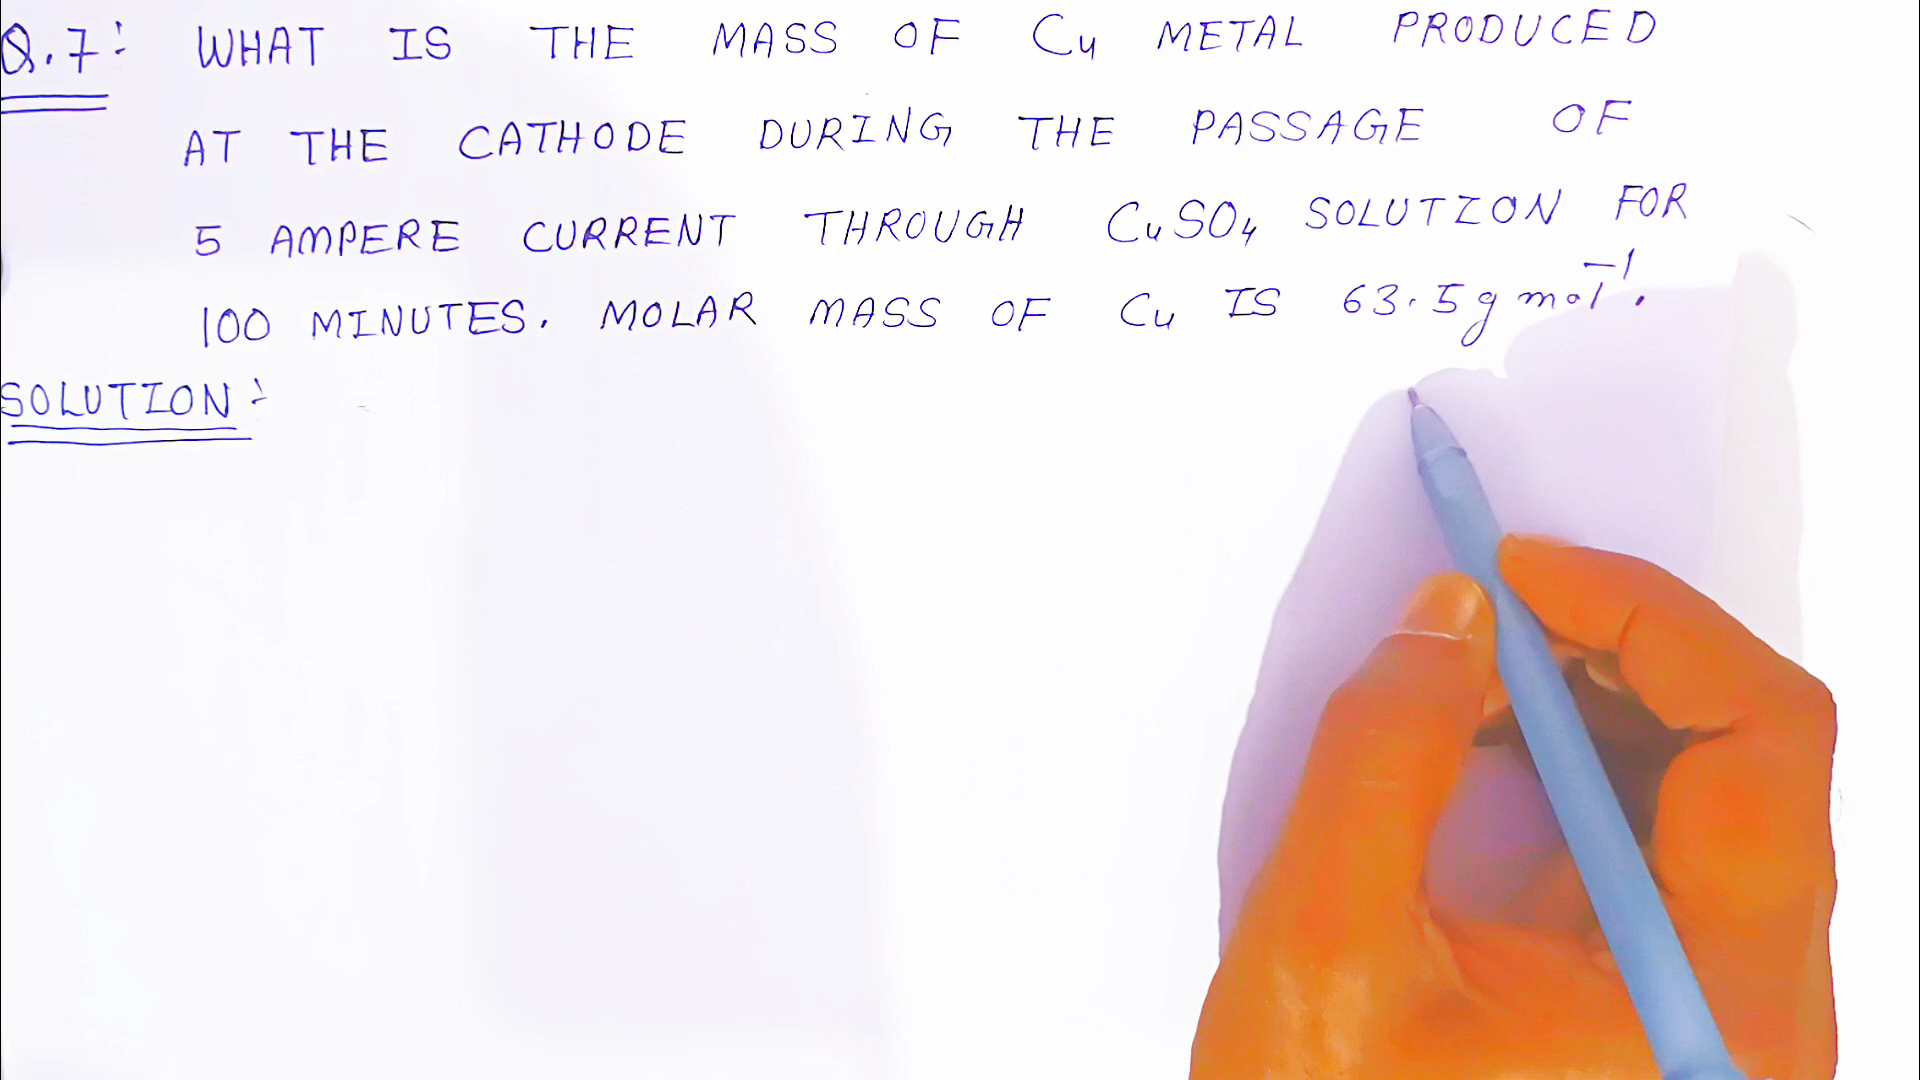 Q.7: WHAT IS THE MASS OF Cu METAL PRODUCED
AT THE CATHODE DURING THE PASSAGE OF
5 AMPERE CURRENT THROUGH CuSO₄ SOLUTION FOR
100 MINUTES. MOLAR MASS OF Cu IS 63.5g mol⁻¹.
SOLUTION: